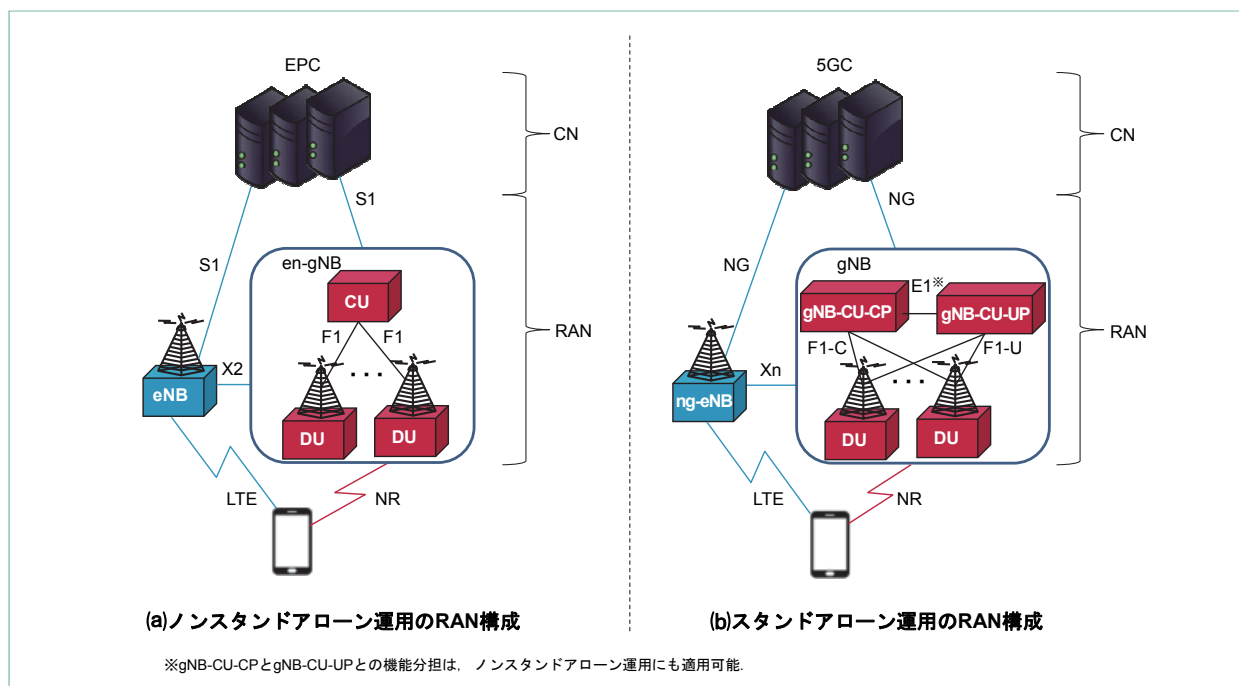 EPC
CN
S1
S1
en-gNB
CU
F1
F1
RAN
X2
・・・
eNB
DU
DU
LTE
NR
(a)ノンスタンドアローン運用のRAN構成
5GC
CN
NG
NG
gNB
E1※
gNB-CU-CP
gNB-CU-UP
RAN
F1-C
F1-U
Xn
・・・
ng-eNB
DU
DU
LTE
NR
(b)スタンドアローン運用のRAN構成
※gNB-CU-CPとgNB-CU-UPとの機能分担は, ノンスタンドアローン運用にも適用可能.